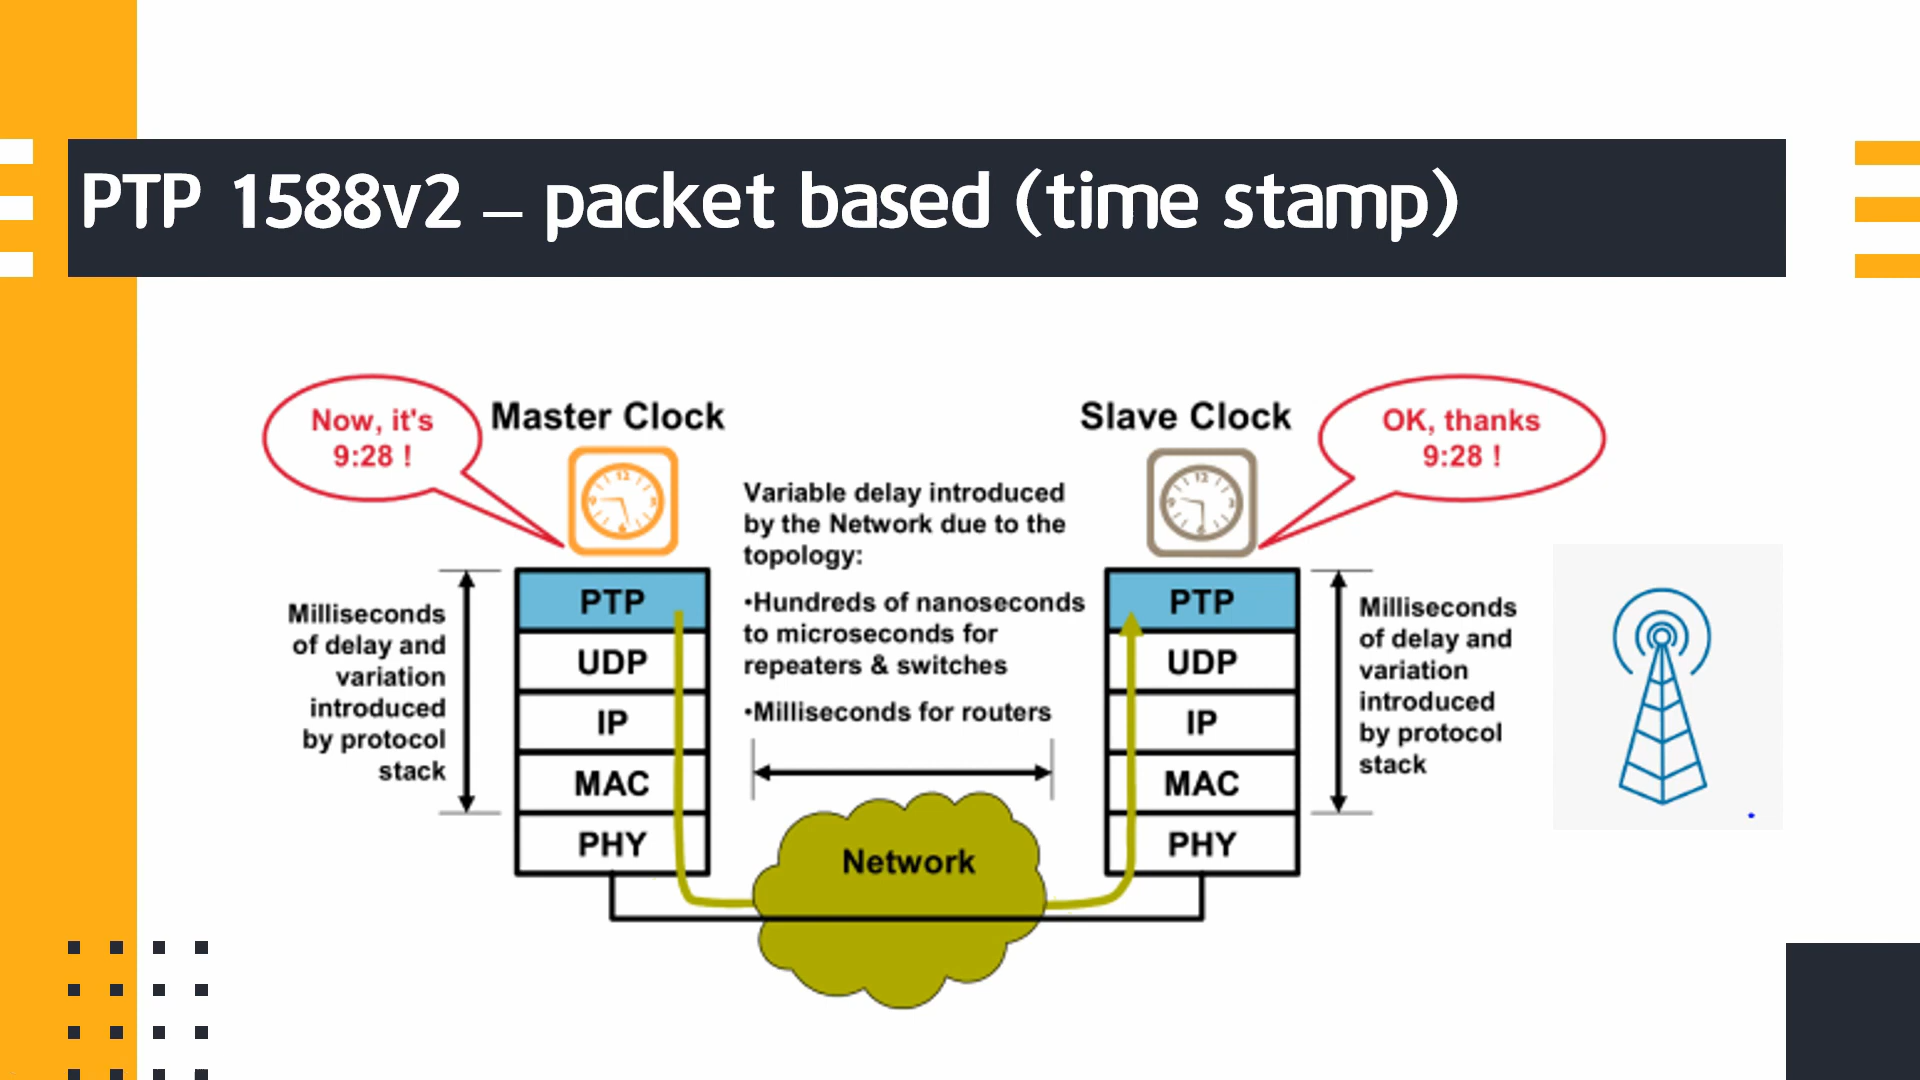 PTP 1588v2 – packet based (time stamp)
Now, it's
9:28 !
Master Clock
Slave Clock
OK, thanks
9:28 !
Milliseconds
of delay and
variation
introduced
by protocol
stack
PTP
UDP
IP
MAC
PHY
Variable delay introduced
by the Network due to the
topology:
•Hundreds of nanoseconds
to microseconds for
repeaters & switches
•Milliseconds for routers
Network
PTP
UDP
IP
MAC
PHY
Milliseconds
of delay and
variation
introduced
by protocol
stack